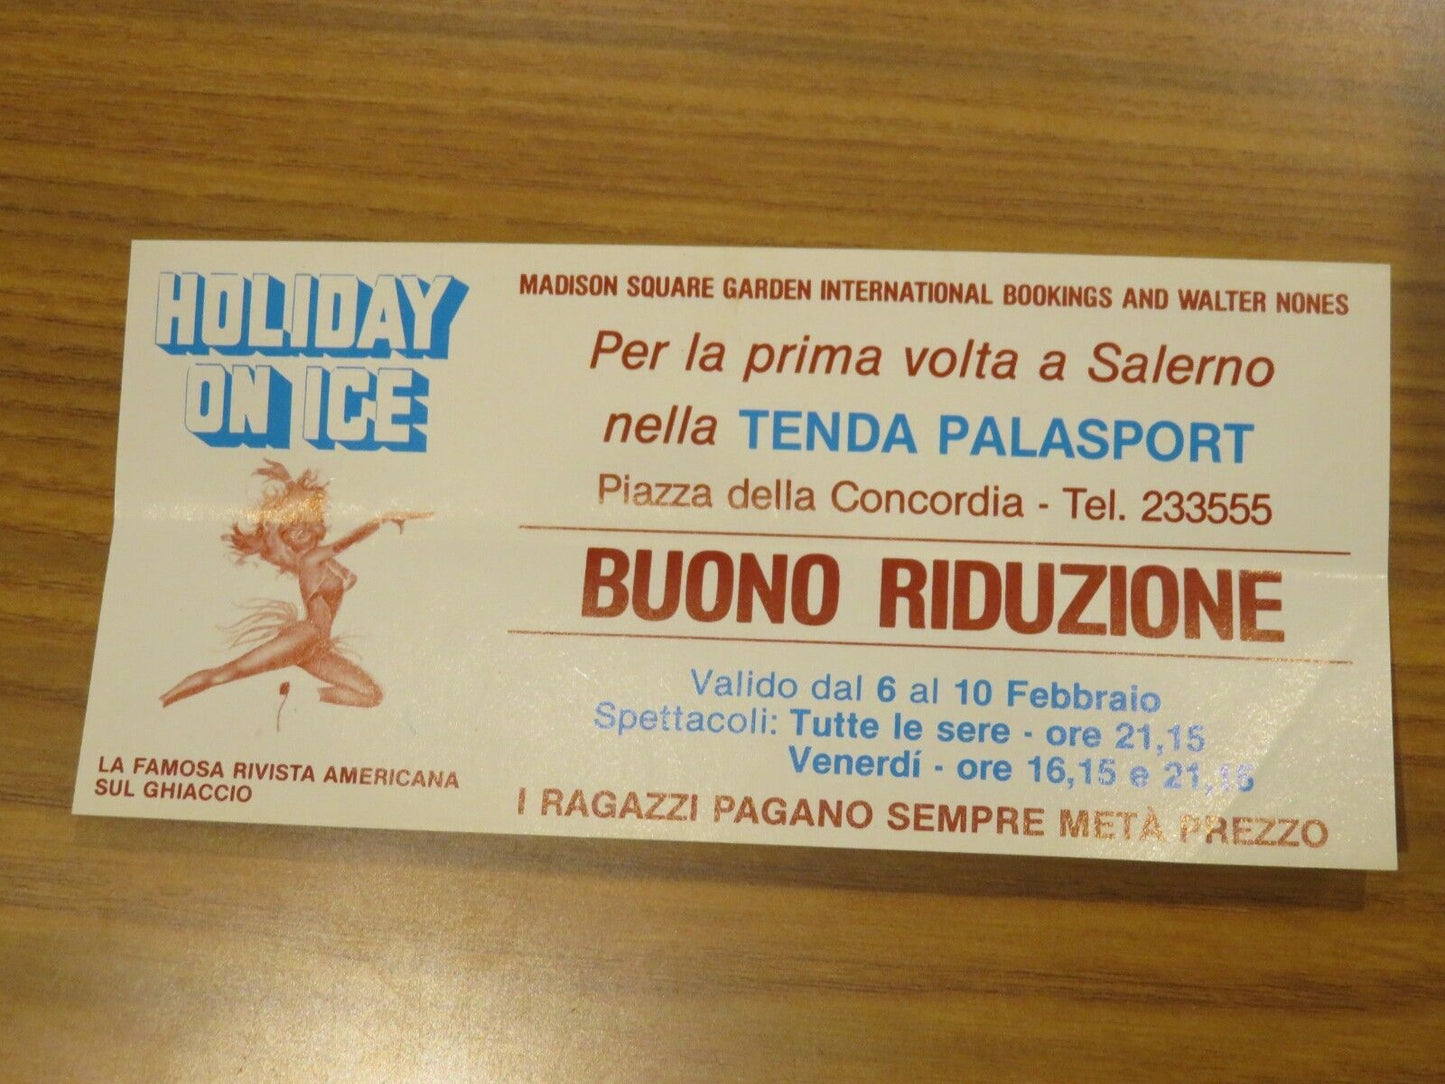 HOLIDAY
ON ICE
LA FAMOSA RIVISTA AMERICANA
SUL GHIACCIO
MADISON SQUARE GARDEN INTERNATIONAL BOOKINGS AND WALTER NONES
Per la prima volta a Salerno
nella TENDA PALASPORT
Piazza della Concordia - Tel. 233555
BUONO RIDUZIONE
Valido dal 6 al 10 Febbraio
Spettacoli: Tutte le sere - ore 21,15
Venerdí - ore 16,15 e 21,15
I RAGAZZI PAGANO SEMPRE METÀ PREZZO